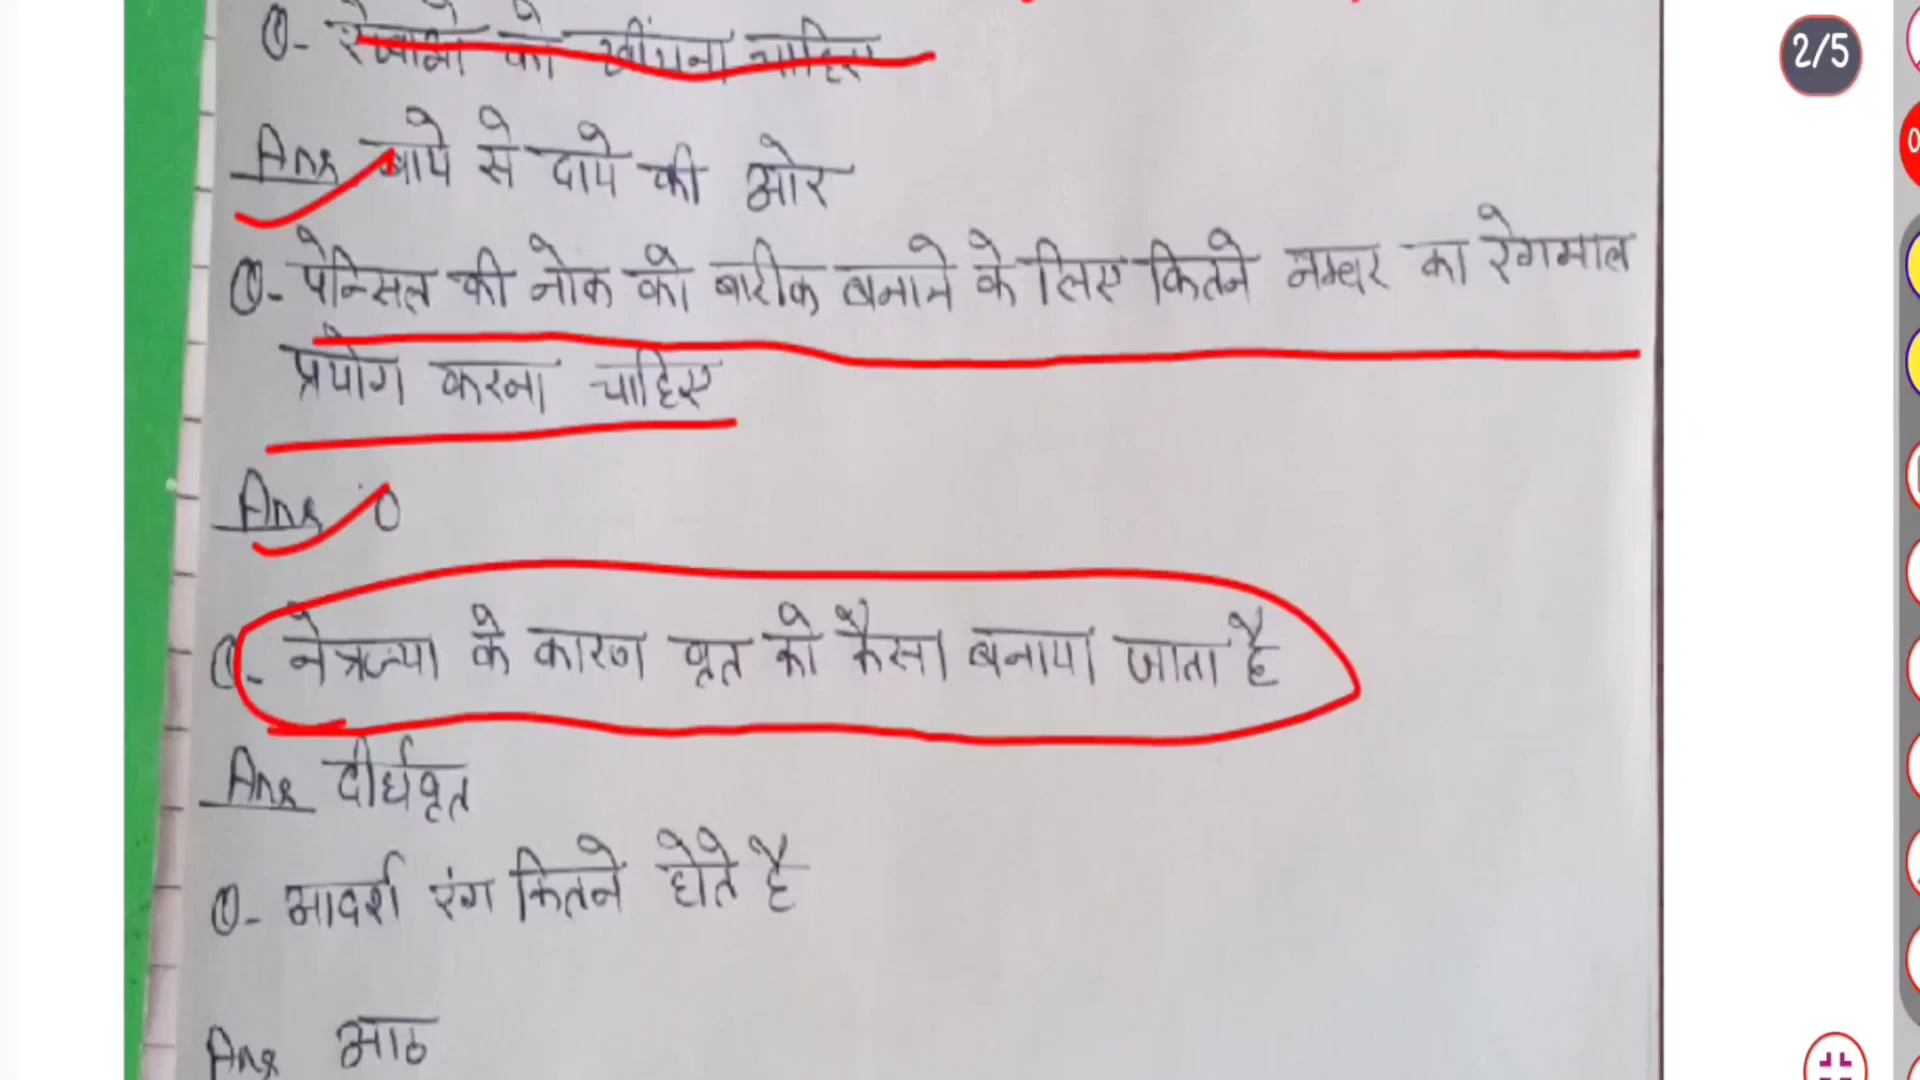 Q- रेखाओ को खींचना चाहिए
2/5
Ans बाये से दाये की ओर
Q- पेन्सिल की नोक को बारीक बनाने के लिए कितने नम्बर का रेगमाल
प्रयोग करना चाहिए
Ans 0
Q- नेत्रज्या के कारण वृत को कैसा बनाया जाता है
Ans दीर्घवृत
Q- आदर्श रंग कितने होते है
Ans आठ